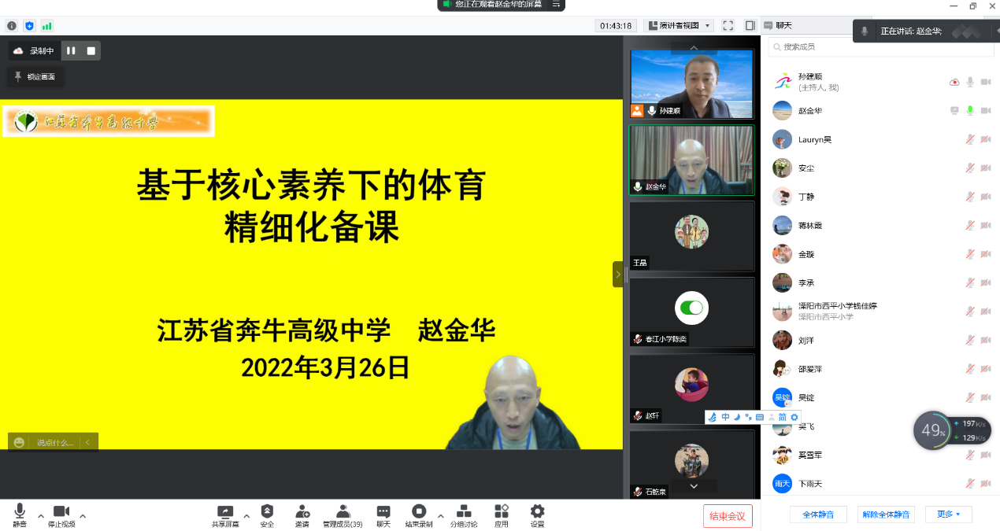 您正在观看赵金华的屏幕
01:43:18
演讲者视图
聊天
正在讲话: 赵金华;
录制中
锁定画面
搜索成员
江苏省奔牛高级中学
基于核心素养下的体育
精细化备课
江苏省奔牛高级中学 赵金华
2022年3月26日
说点什么...
孙建顺
赵金华
王晶
春江小学陈奕
赵轩
石乾泉
孙建顺
(主持人, 我)
赵金华
Lauryn吴
安尘
丁静
蒋林霞
金璇
李承
溧阳市西平小学钱佳婷
溧阳市西平小学
刘洋
邵爱萍
吴锭
吴锭
中
简
吴飞
奚雪军
雨天
下雨天
49%
197K/s
129K/s
静音
停止视频
共享屏幕
安全
邀请
管理成员(39)
聊天
结束录制
分组讨论
应用
设置
结束会议
全体静音
解除全体静音
更多